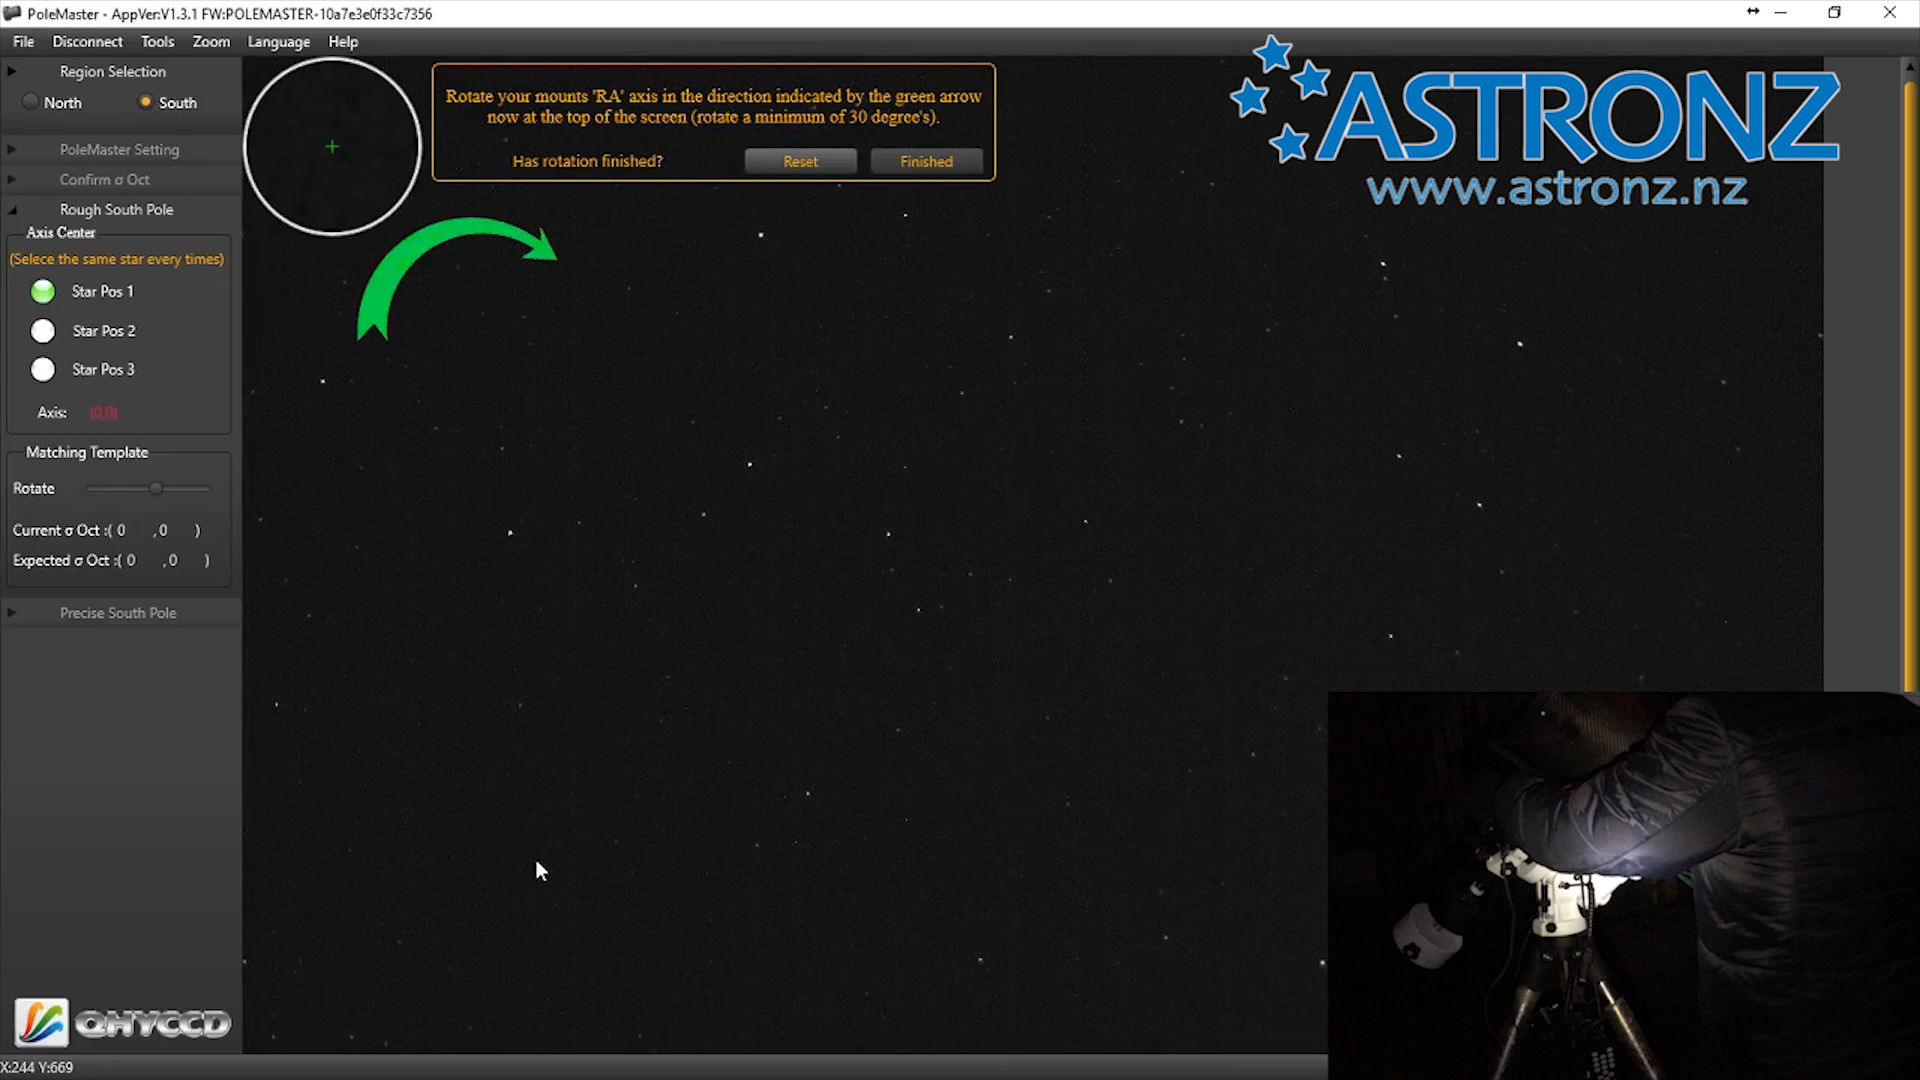 PoleMaster - AppVer:V1.3.1 FW:POLEMASTER-10a7e3e0f33c7356
File Disconnect Tools Zoom Language Help
Region Selection
North South
PoleMaster Setting
Confirm σ Oct
Rough South Pole
Axis Center
(Selece the same star every times)
Star Pos 1
Star Pos 2
Star Pos 3
Axis: (0,0)
Matching Template
Rotate
Current σ Oct :( 0 ,0 )
Expected σ Oct :( 0 ,0 )
Precise South Pole
Rotate your mounts 'RA' axis in the direction indicated by the green arrow
now at the top of the screen (rotate a minimum of 30 degree's).
Has rotation finished? Reset Finished
ASTRONZ
www.astronz.nz
QHYCCD
X:244 Y:669